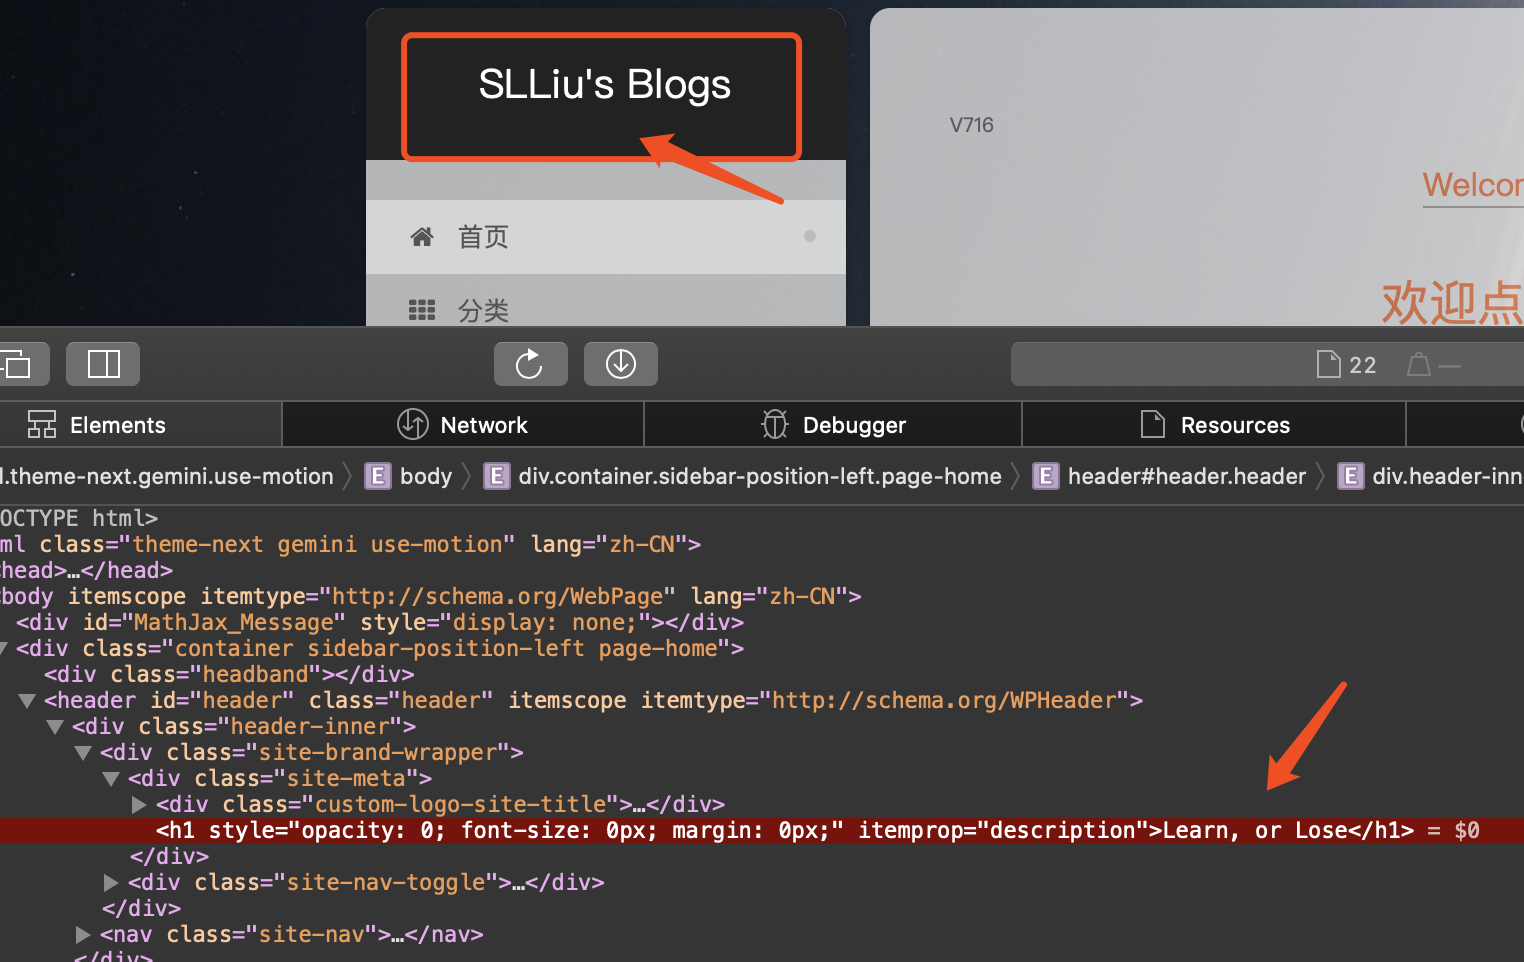 SLLiu's Blogs
V716
Welcor
首页
欢迎点
分类
22
Elements
Network
Debugger
Resources
l.theme-next.gemini.use-motion
E body
E div.container.sidebar-position-left.page-home
E header#header.header
E div.header-inn
OCTYPE html>
ml class="theme-next gemini use-motion" lang="zh-CN">
head>…</head>
body itemscope itemtype="http://schema.org/WebPage" lang="zh-CN">
<div id="MathJax_Message" style="display: none;"></div>
<div class="container sidebar-position-left page-home">
<div class="headband"></div>
<header id="header" class="header" itemscope itemtype="http://schema.org/WPHeader">
<div class="header-inner">
<div class="site-brand-wrapper">
<div class="site-meta">
<div class="custom-logo-site-title">…</div>
<h1 style="opacity: 0; font-size: 0px; margin: 0px;" itemprop="description">Learn, or Lose</h1> = $0
</div>
<div class="site-nav-toggle">…</div>
</div>
<nav class="site-nav">…</nav>
</div>